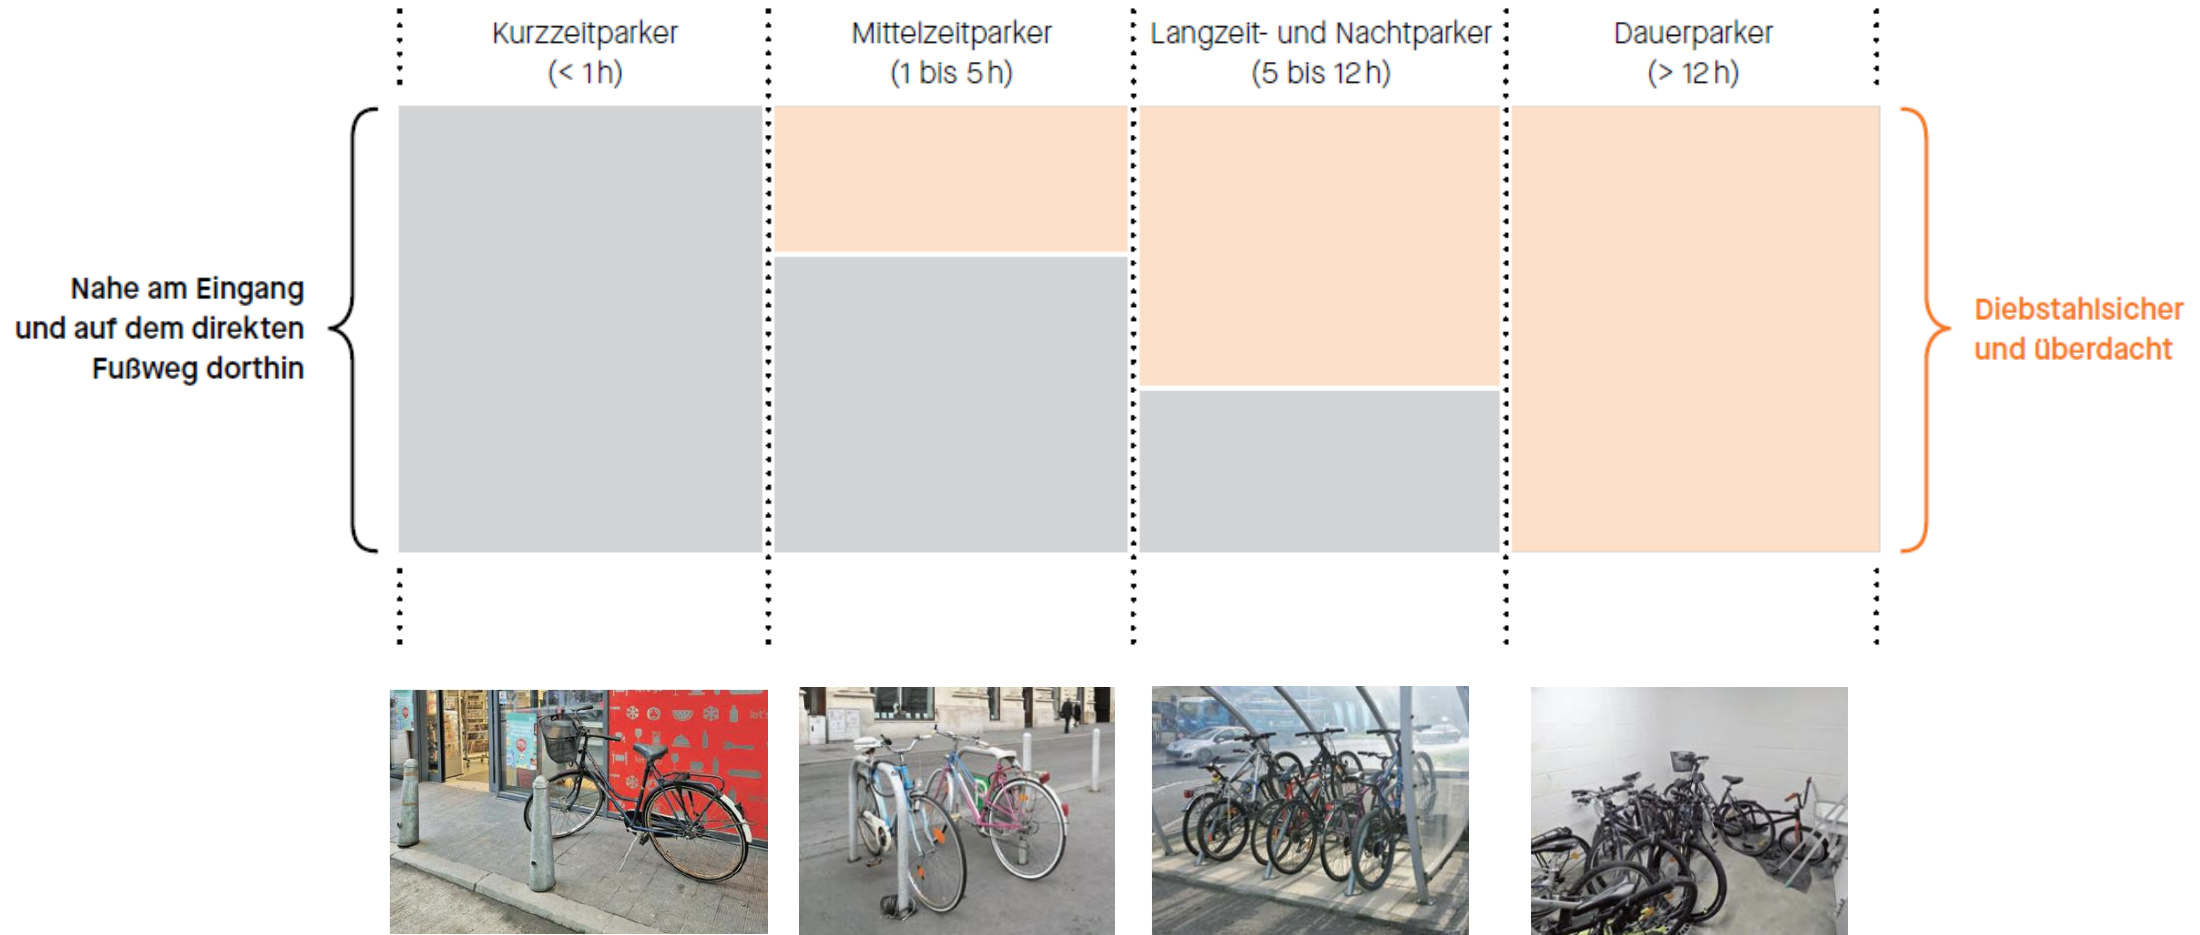 Kurzzeitparker
(< 1 h)
Mittelzeitparker
(1 bis 5 h)
Langzeit- und Nachtparker
(5 bis 12 h)
Dauerparker
(> 12 h)
Nahe am Eingang
und auf dem direkten
Fußweg dorthin
Diebstahlsicher
und überdacht
let's